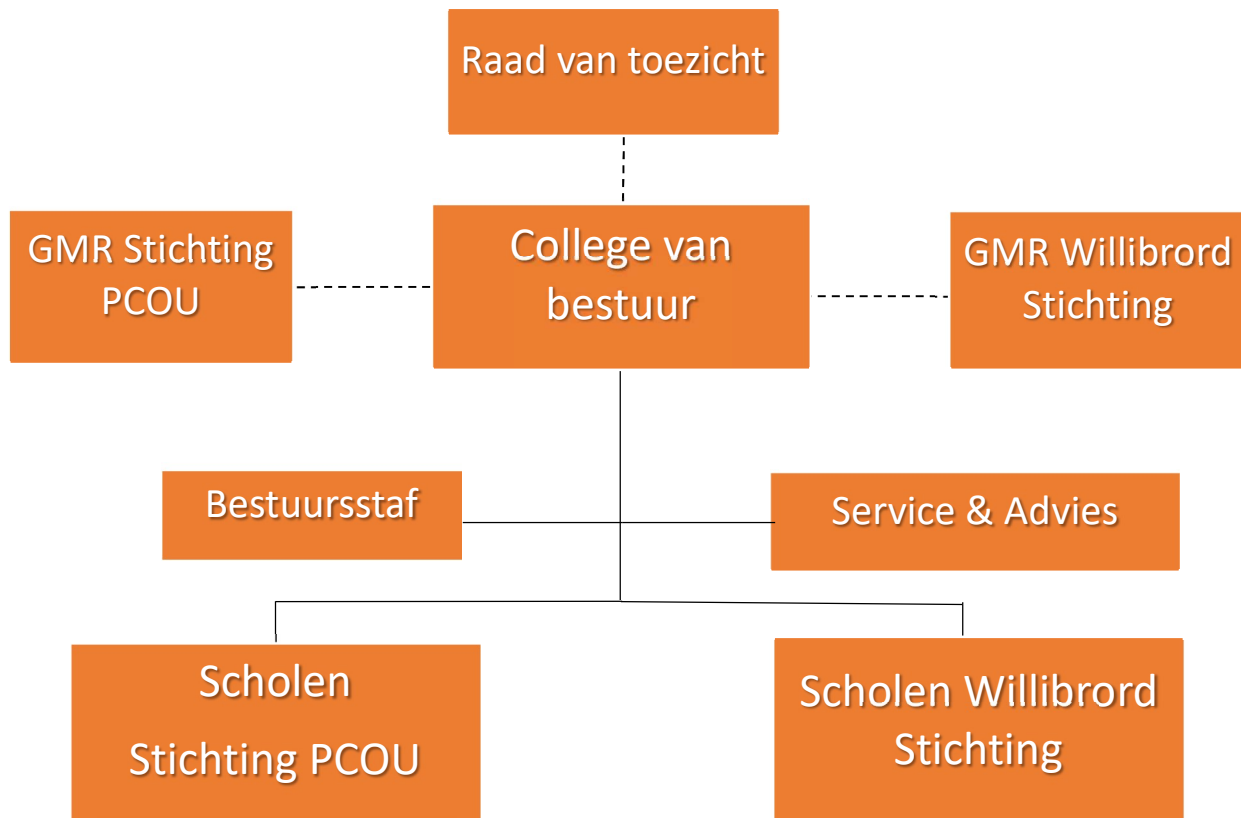 Raad van toezicht
GMR Stichting
PCOU
College van
bestuur
GMR Willibrord
Stichting
Bestuursstaf
Service & Advies
Scholen
Stichting PCOU
Scholen Willibrord
Stichting